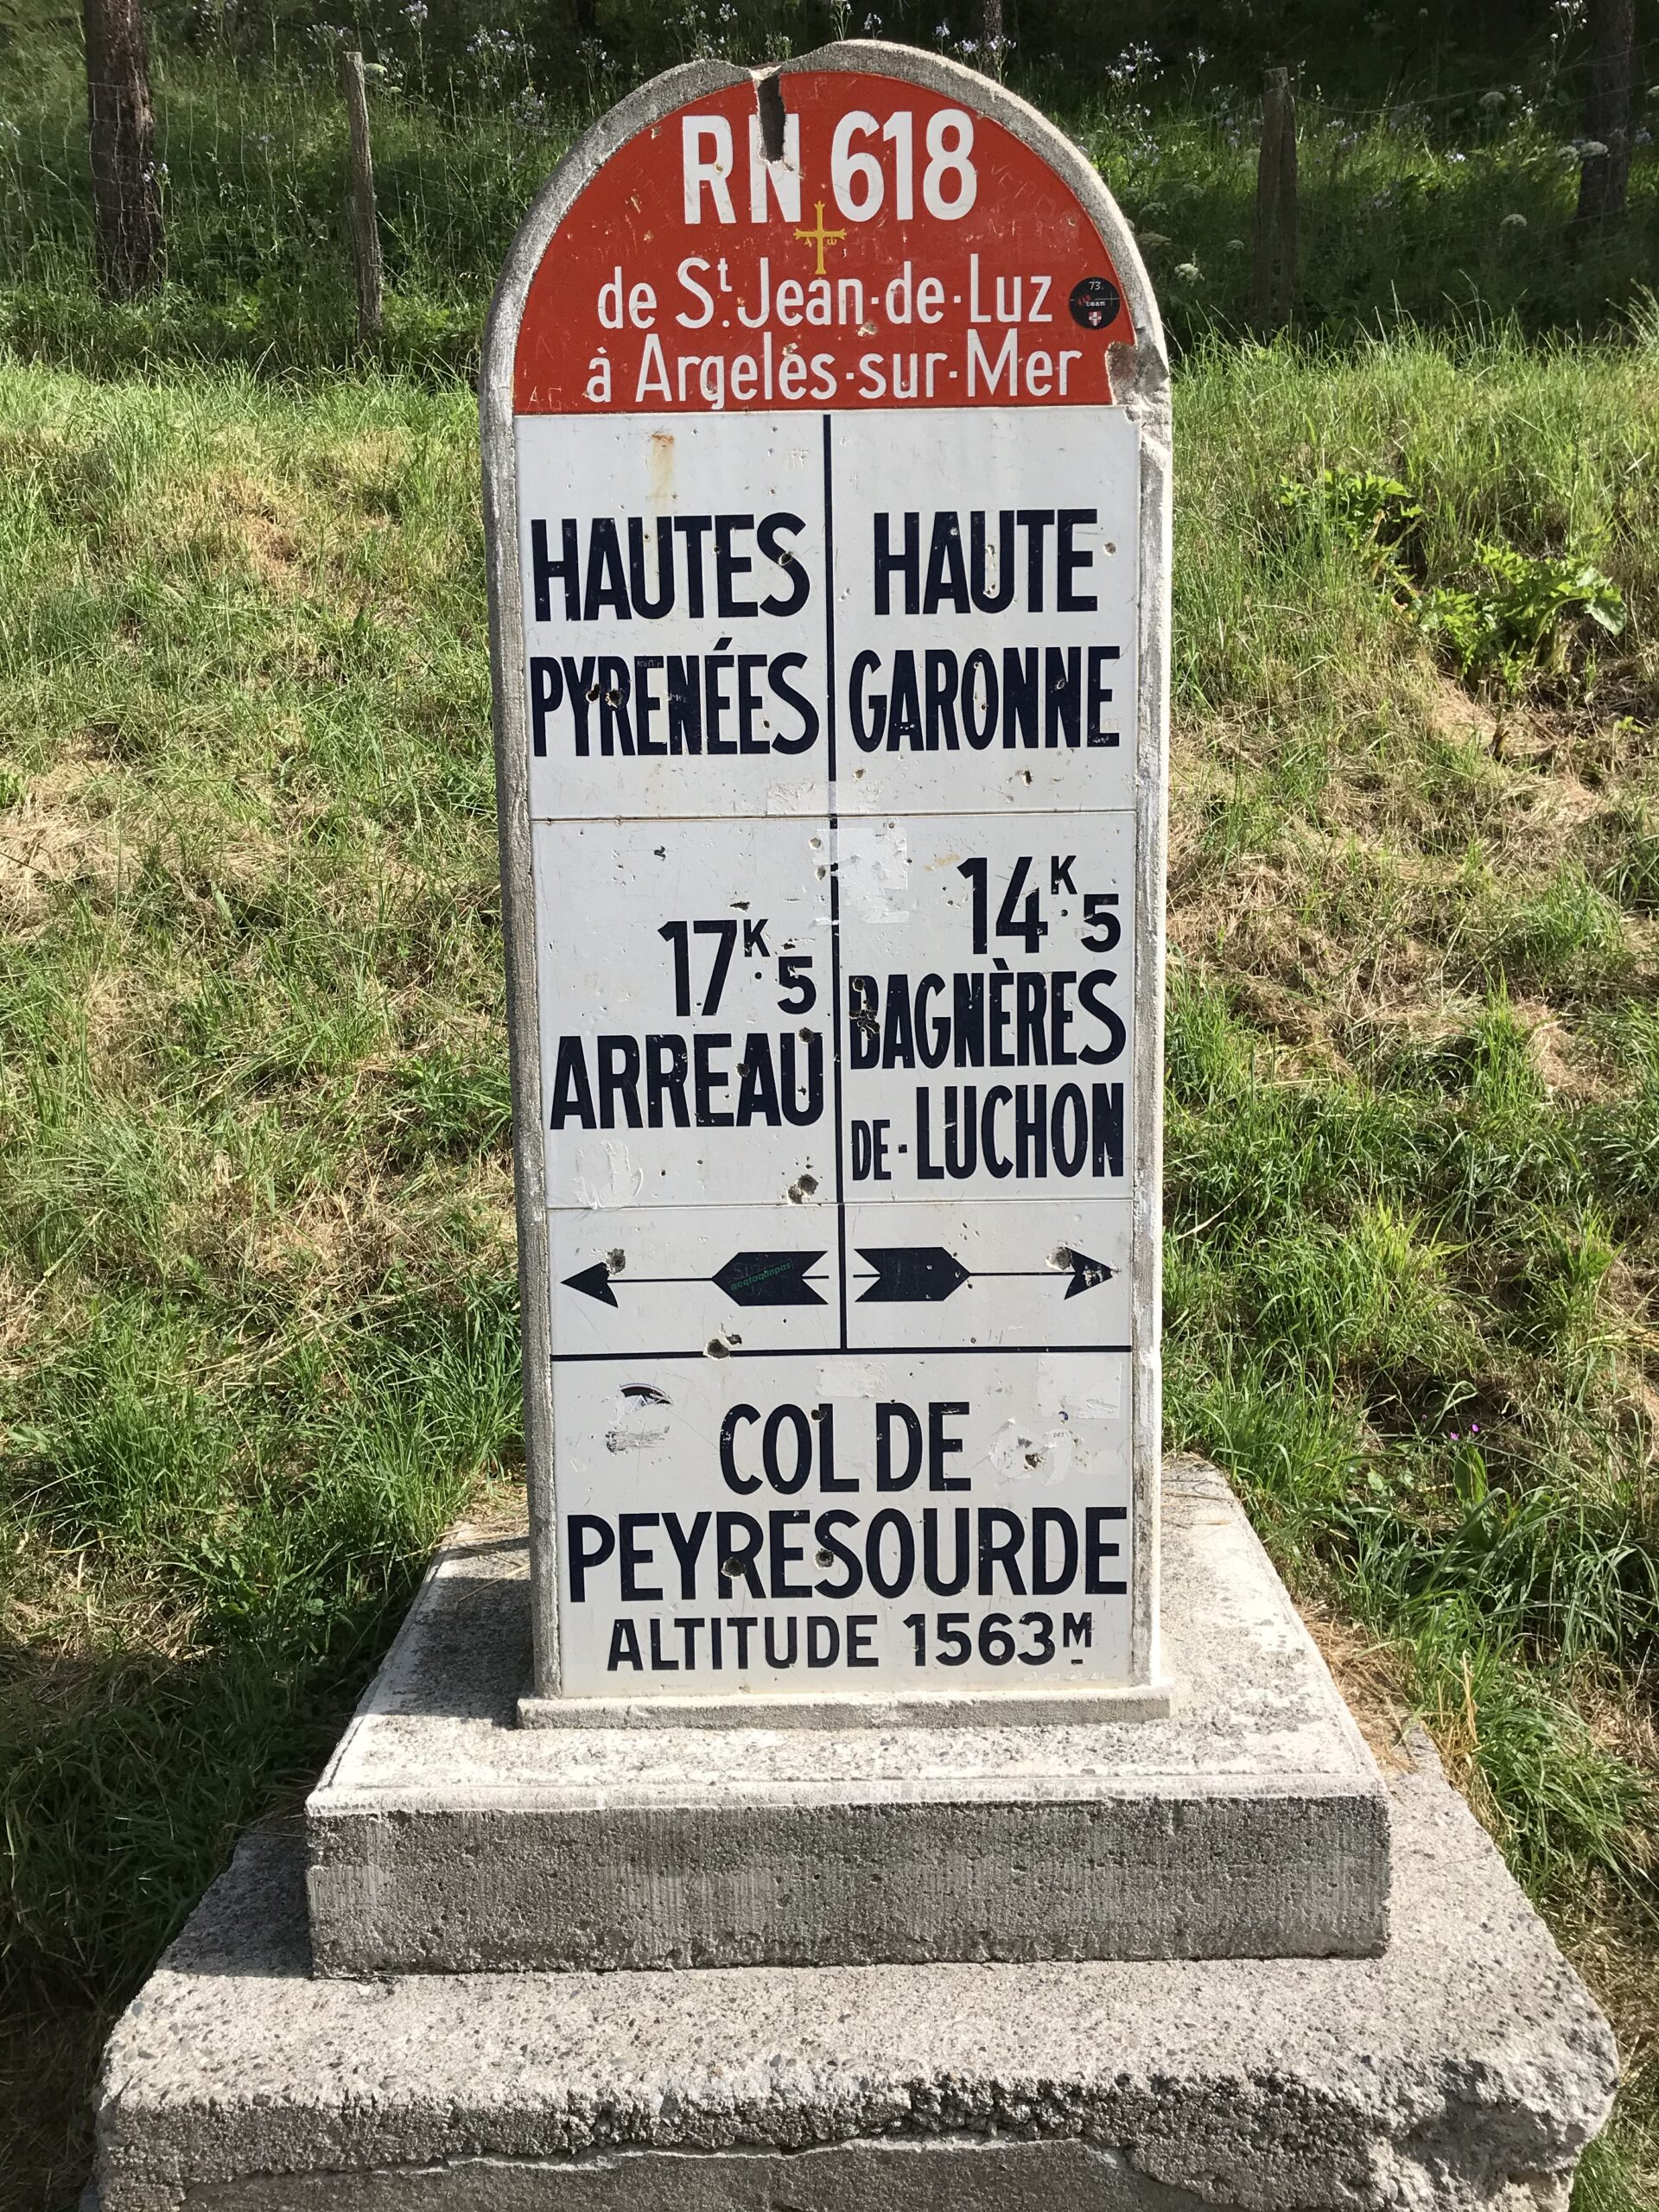 RN 618
de St. Jean-de-Luz
à Argelès-sur-Mer
73
HAUTES
PYRENÉES
HAUTE
GARONNE
17K.5
ARREAU
14K.5
BAGNÈRES
DE-LUCHON
COL DE
PEYRESOURDE
ALTITUDE 1563M